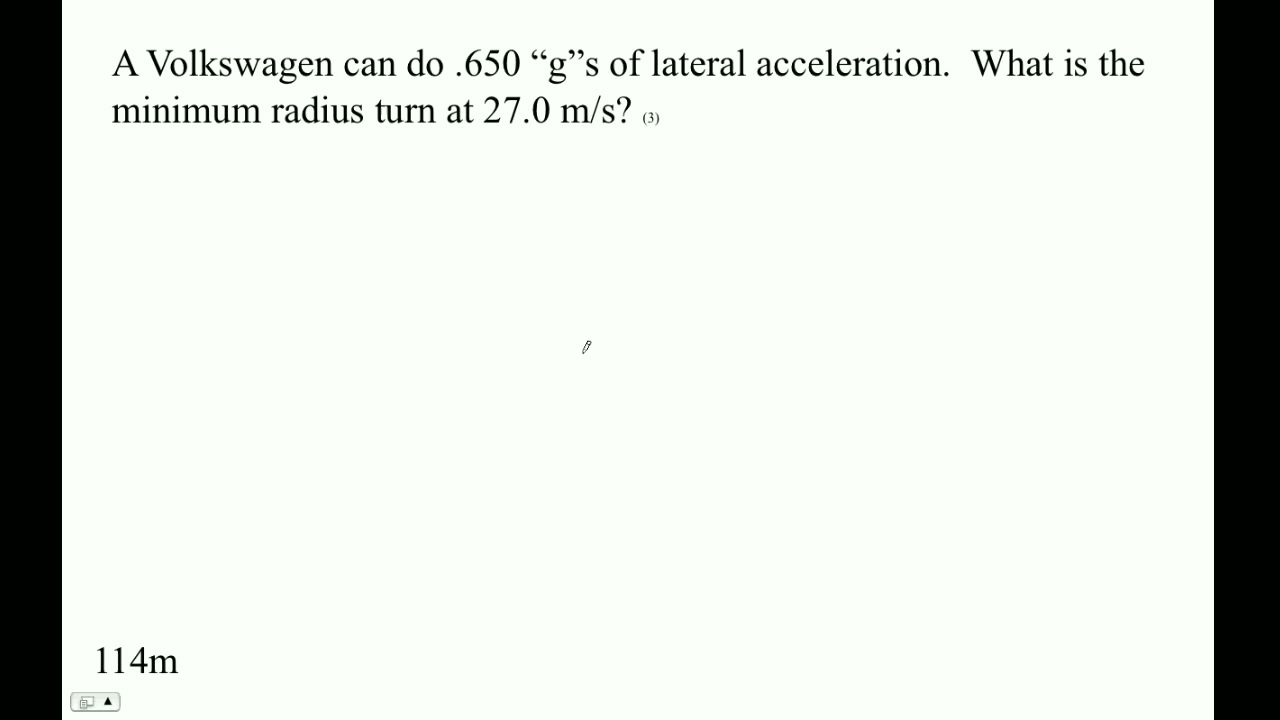 A Volkswagen can do .650 “g”s of lateral acceleration.  What is the
minimum radius turn at 27.0 m/s? (3)
114m